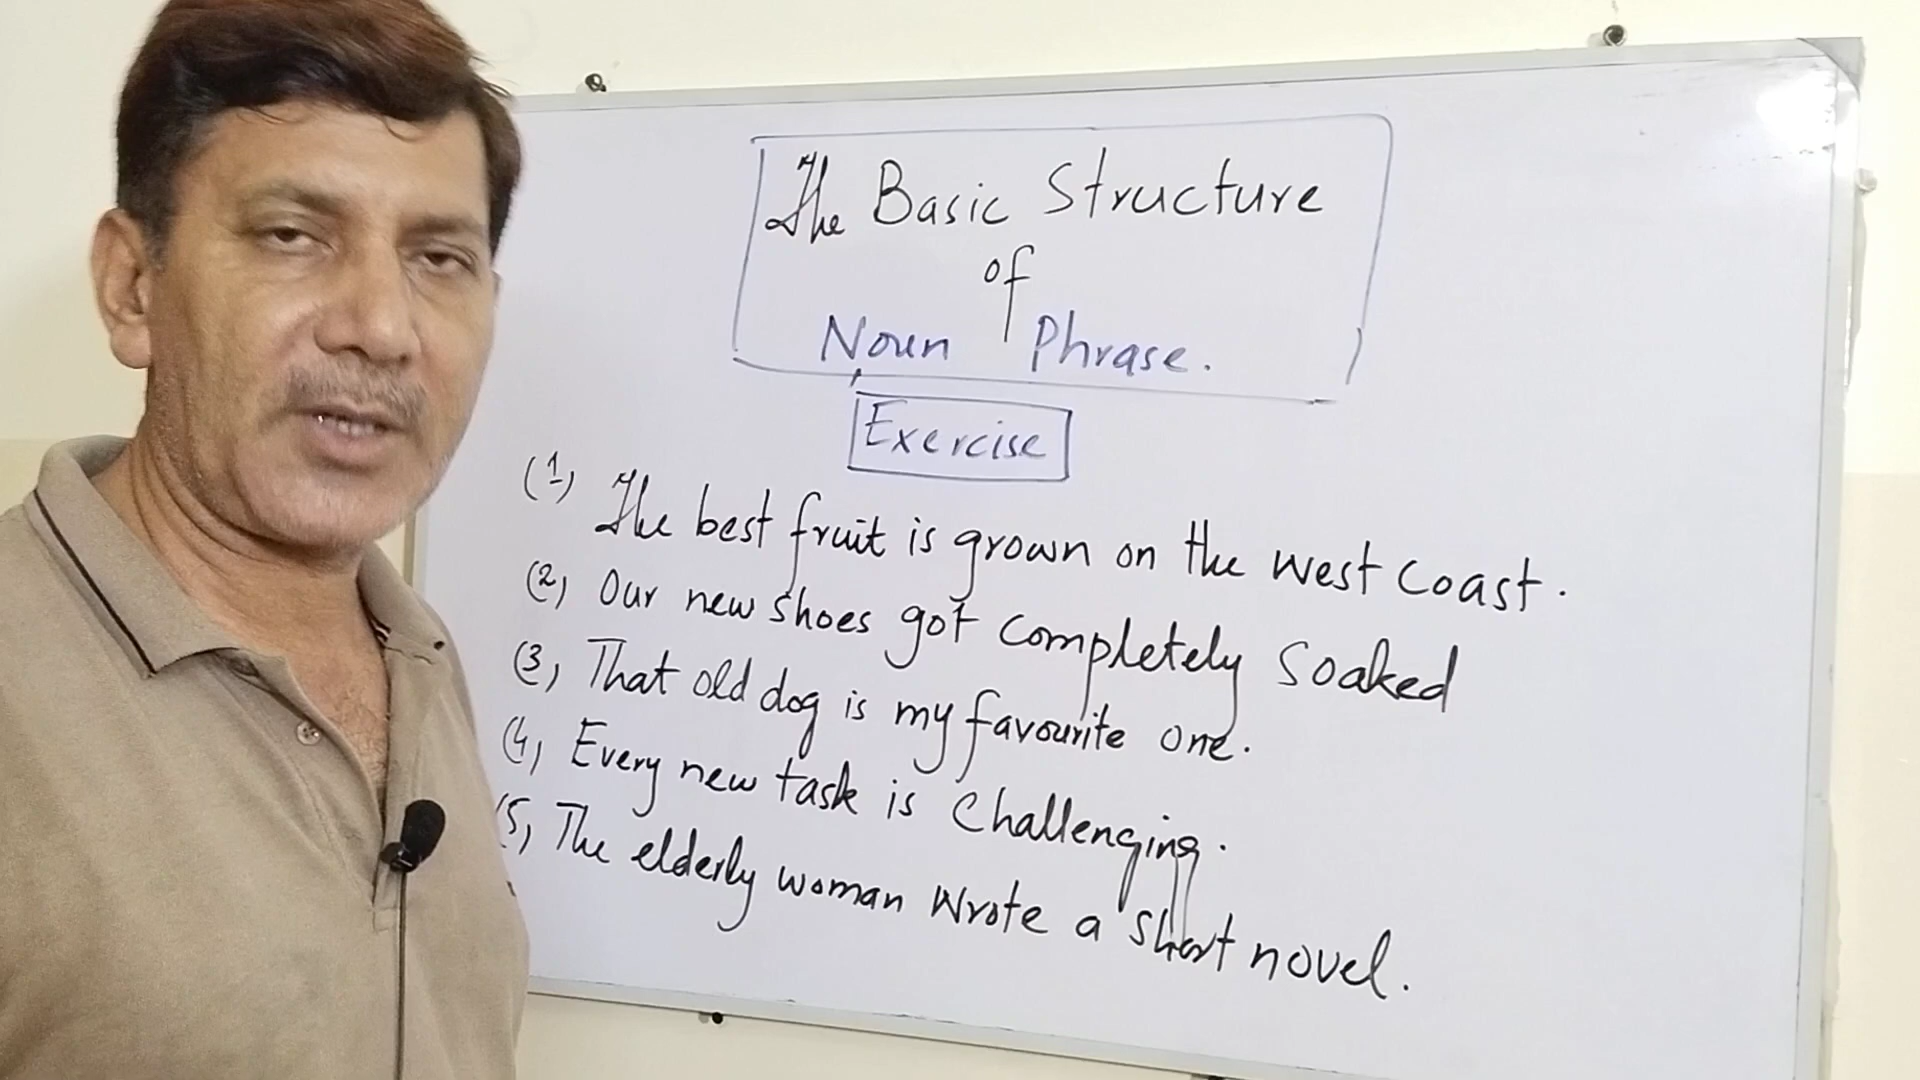 The Basic Structure
of
Noun Phrase.
Exercise
(1) The best fruit is grown on the west coast.
(2) Our new shoes got completely soaked
(3) That old dog is my favourite one.
(4) Every new task is challenging.
(5) The elderly woman wrote a short novel.